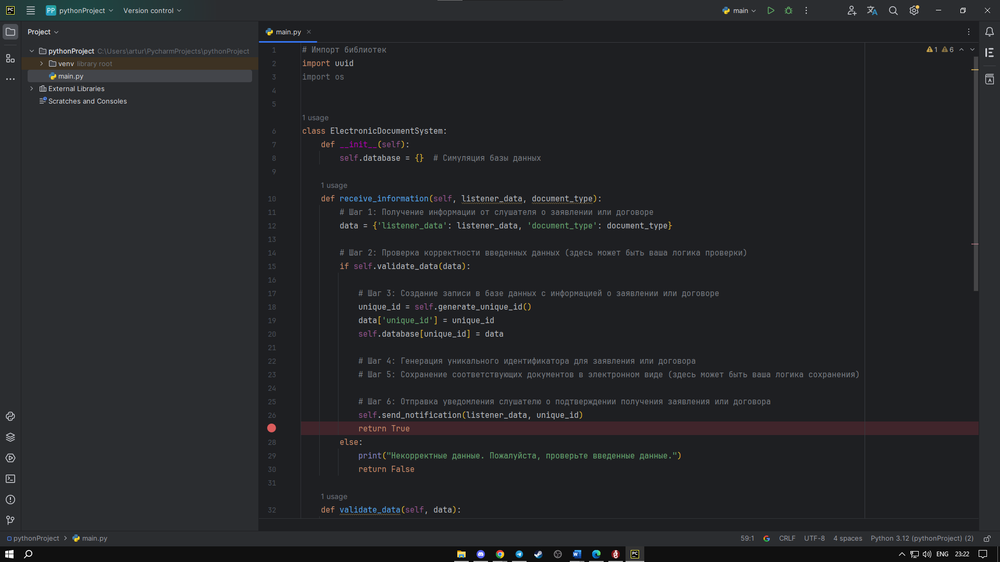 PC
PP pythonProject Version control main
Project
main.py
pythonProject C:\Users\artur\PycharmProjects\pythonProject
venv library root
main.py
External Libraries
Scratches and Consoles
1 6
1 # Импорт библиотек
2 import uuid
3 import os
4
5
1 usage
6 class ElectronicDocumentSystem:
7 def __init__(self):
8 self.database = {} # Симуляция базы данных
9
1 usage
10 def receive_information(self, listener_data, document_type):
11 # Шаг 1: Получение информации от слушателя о заявлении или договоре
12 data = {'listener_data': listener_data, 'document_type': document_type}
13
14 # Шаг 2: Проверка корректности введенных данных (здесь может быть ваша логика проверки)
15 if self.validate_data(data):
16
17 # Шаг 3: Создание записи в базе данных с информацией о заявлении или договоре
18 unique_id = self.generate_unique_id()
19 data['unique_id'] = unique_id
20 self.database[unique_id] = data
21
22 # Шаг 4: Генерация уникального идентификатора для заявления или договора
23 # Шаг 5: Сохранение соответствующих документов в электронном виде (здесь может быть ваша логика сохранения)
24
25 # Шаг 6: Отправка уведомления слушателю о подтверждении получения заявления или договора
26 self.send_notification(listener_data, unique_id)
return True
28 else:
29 print("Некорректные данные. Пожалуйста, проверьте введенные данные.")
30 return False
31
1 usage
32 def validate_data(self, data):
pythonProject > main.py
59:1 CRLF UTF-8 4 spaces Python 3.12 (pythonProject) (2)
ENG 23:22